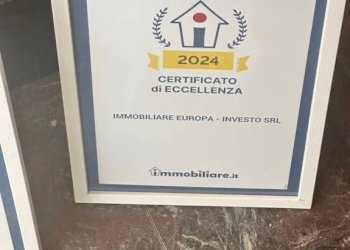 2024
CERTIFICATO
di ECCELLENZA
IMMOBILIARE EUROPA - INVESTO SRL
immobiliare.it